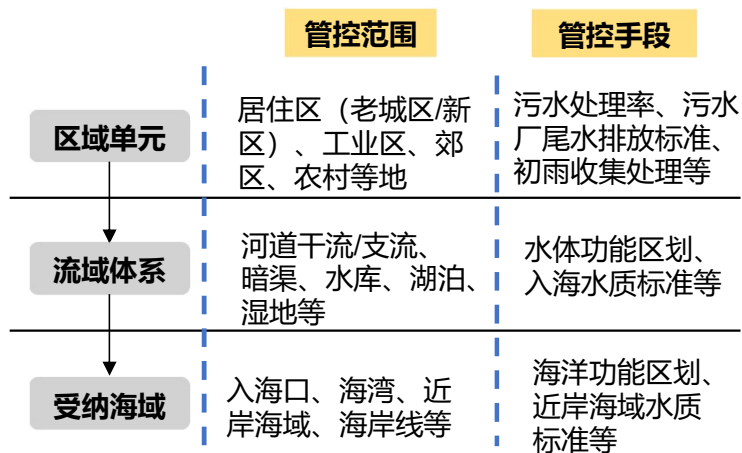 管控范围
管控手段
区域单元
居住区（老城区/新
区）、工业区、郊
区、农村等地
污水处理率、污水
厂尾水排放标准、
初雨收集处理等
流域体系
河道干流/支流、
暗渠、水库、湖泊、
湿地等
水体功能区划、
入海水质标准等
受纳海域
入海口、海湾、近
岸海域、海岸线等
海洋功能区划、
近岸海域水质
标准等